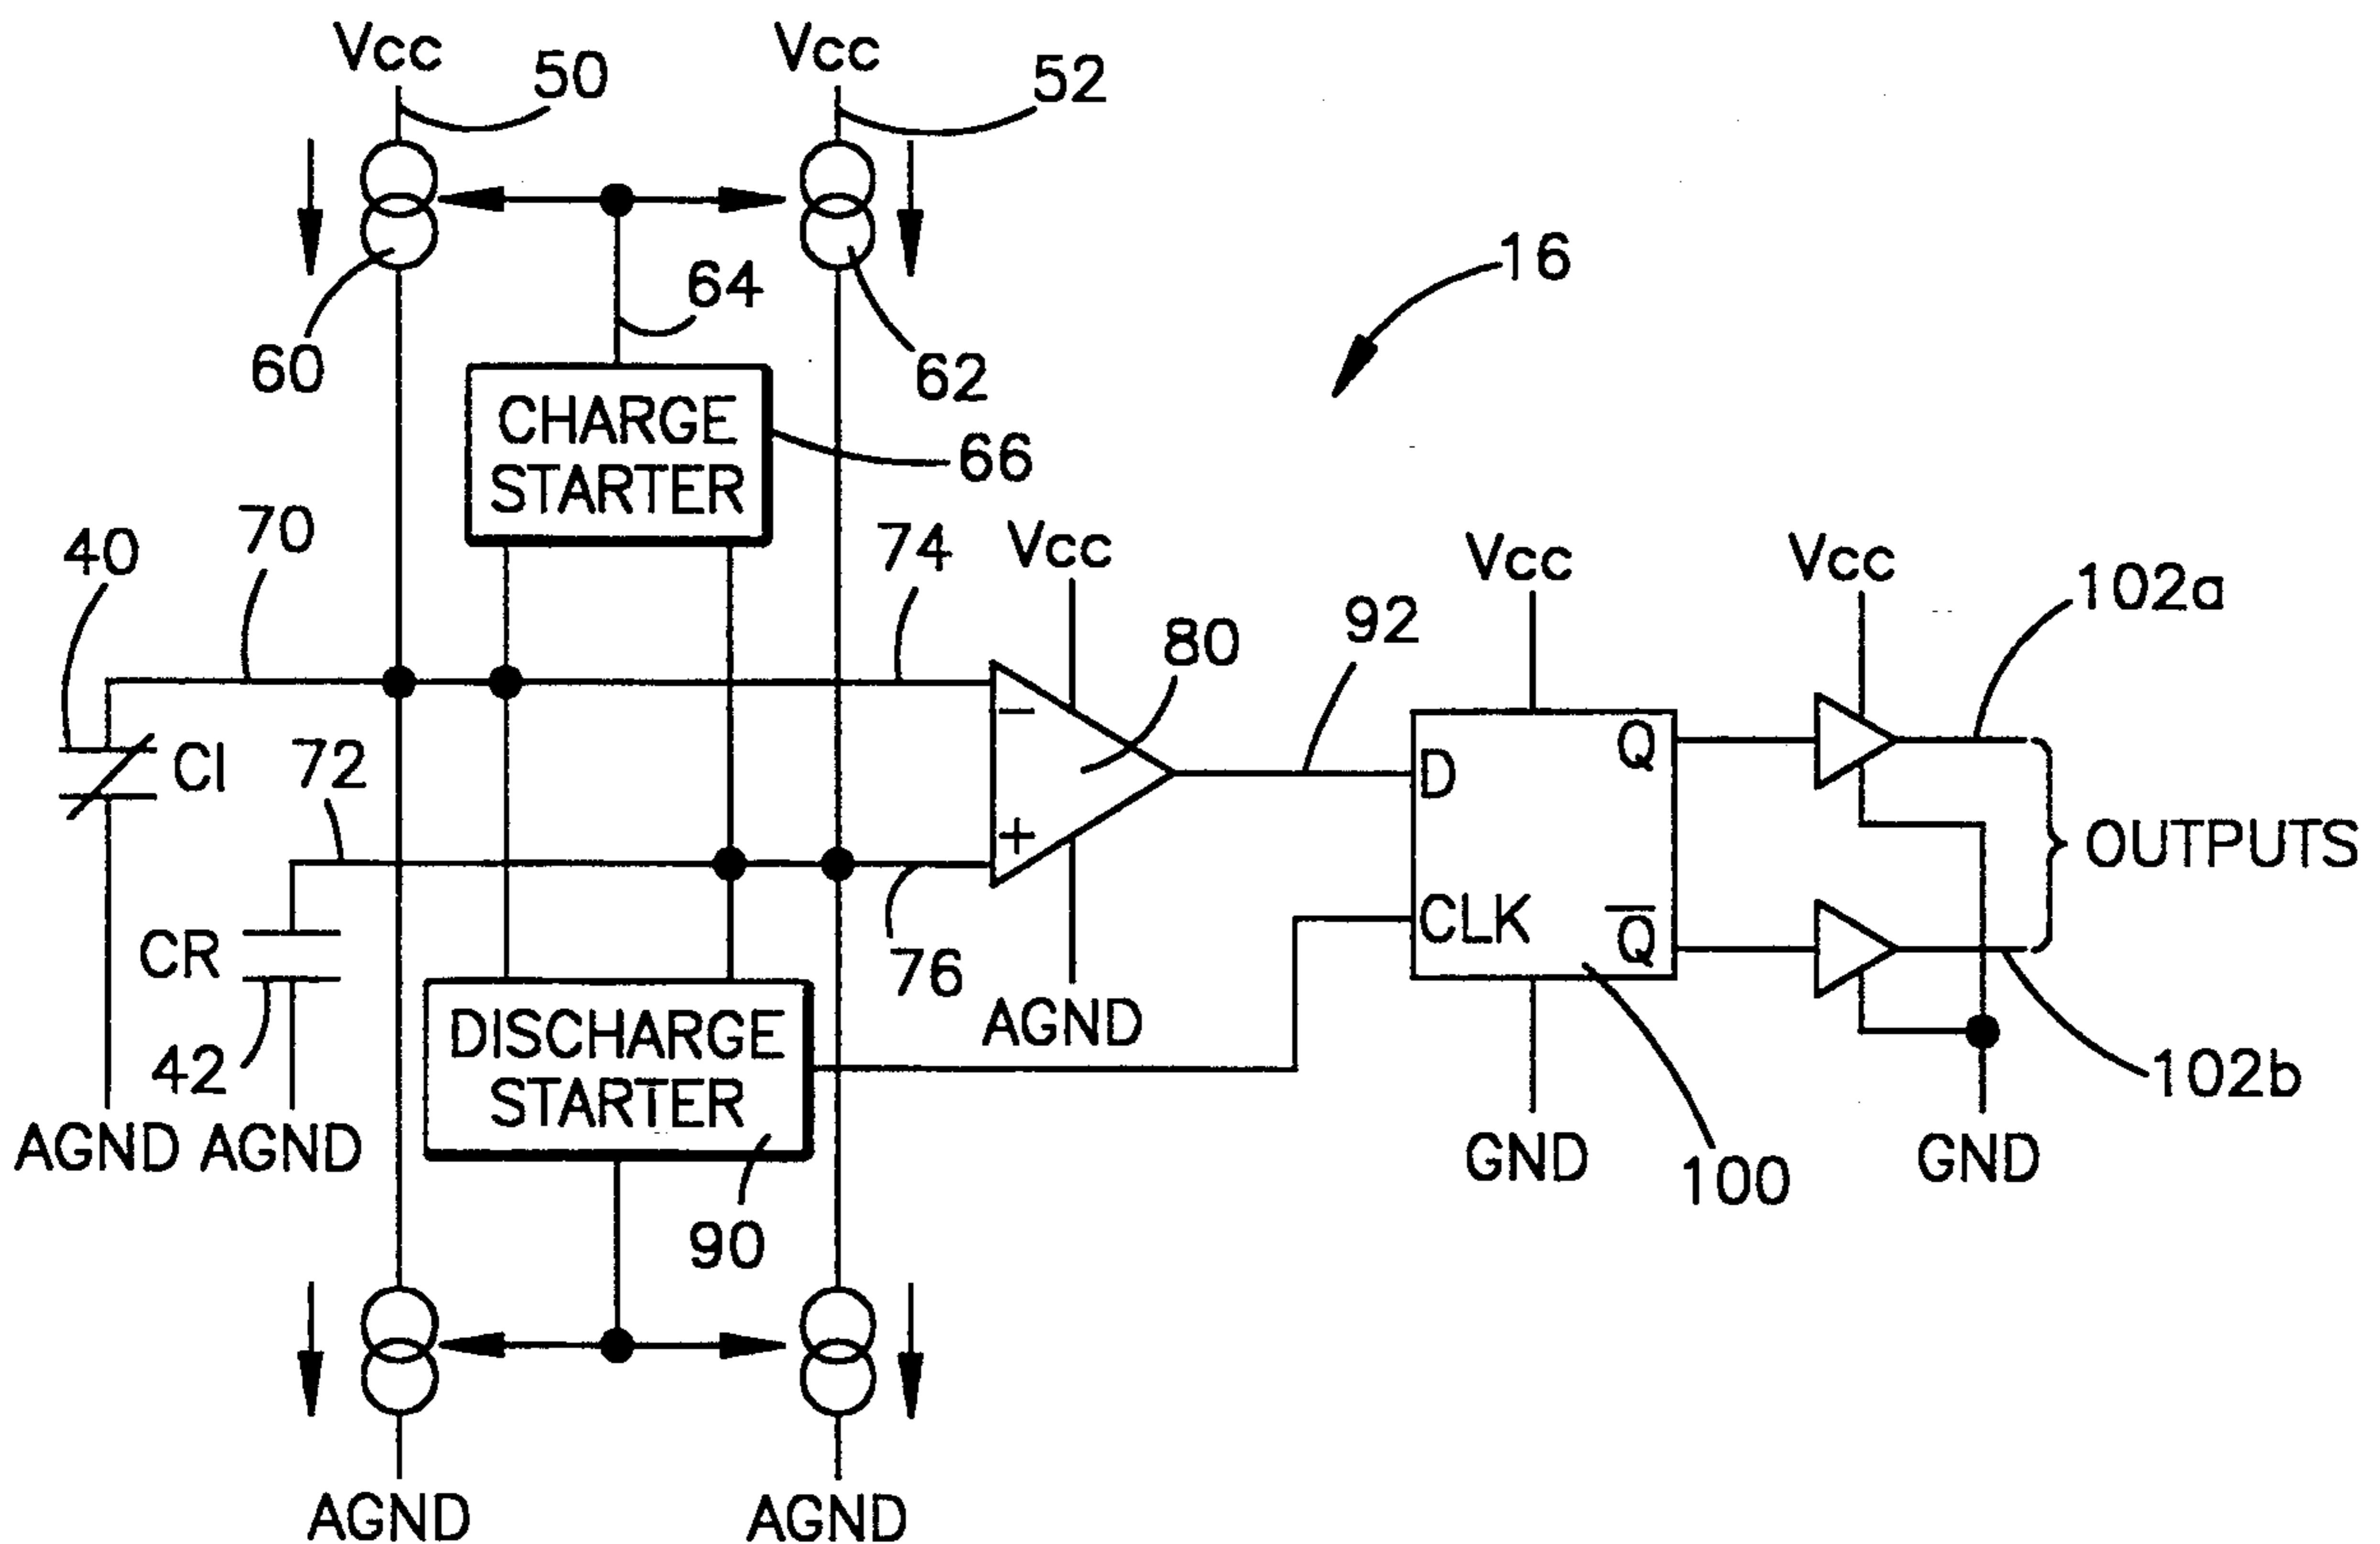 Vcc
50
Vcc
52
16
64
60
62
CHARGE
STARTER
66
70
40
74
Vcc
Vcc
Vcc
102a
92
80
CI
72
−
+
D
Q
CLK
Q̅
OUTPUTS
CR
76
42
AGND
DISCHARGE
STARTER
102b
AGND
AGND
GND
100
GND
90
AGND
AGND